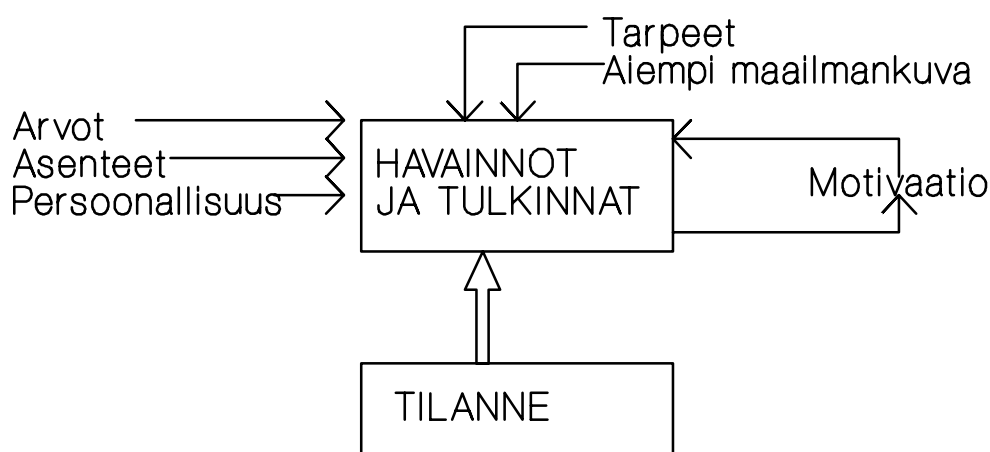 Tarpeet
Aiempi maailmankuva
Arvot
Asenteet
Persoonallisuus
HAVAINNOT
JA TULKINNAT
Motivaatio
TILANNE